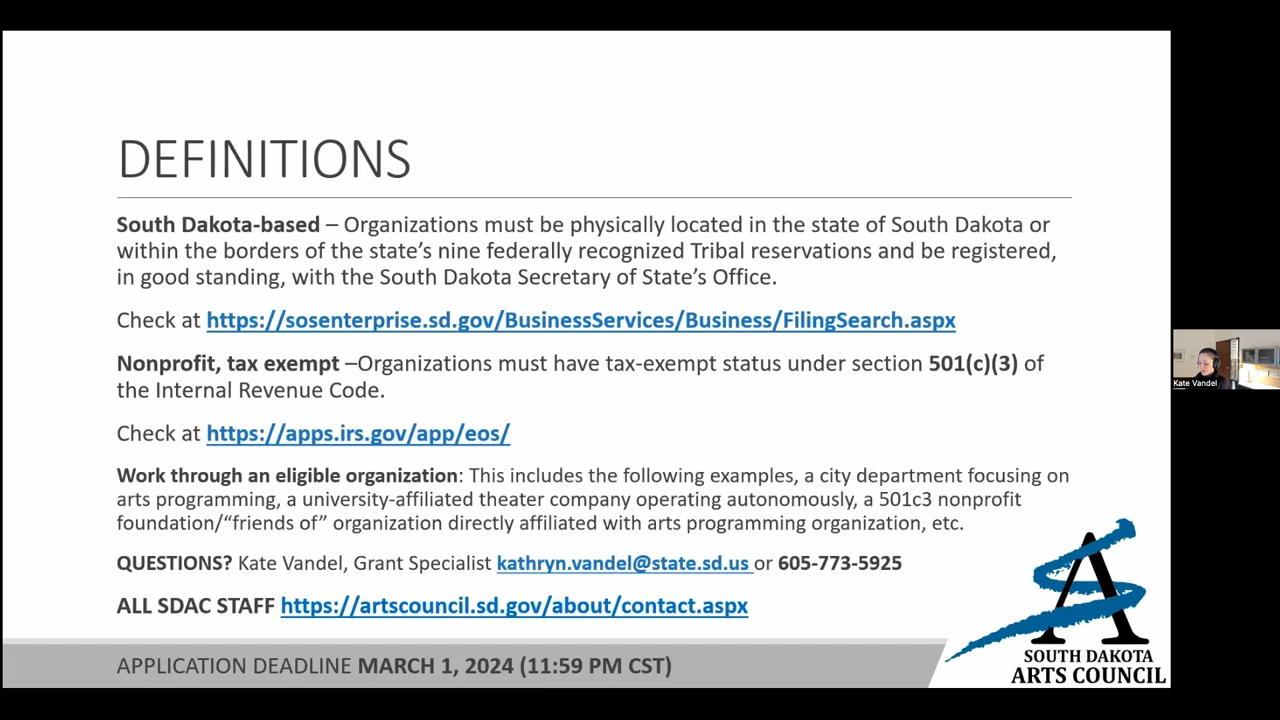 DEFINITIONS
South Dakota-based – Organizations must be physically located in the state of South Dakota or
within the borders of the state’s nine federally recognized Tribal reservations and be registered,
in good standing, with the South Dakota Secretary of State’s Office.
Check at https://sosenterprise.sd.gov/BusinessServices/Business/FilingSearch.aspx
Nonprofit, tax exempt –Organizations must have tax-exempt status under section 501(c)(3) of
the Internal Revenue Code.
Check at https://apps.irs.gov/app/eos/
Work through an eligible organization: This includes the following examples, a city department focusing on
arts programming, a university-affiliated theater company operating autonomously, a 501c3 nonprofit
foundation/“friends of” organization directly affiliated with arts programming organization, etc.
QUESTIONS? Kate Vandel, Grant Specialist kathryn.vandel@state.sd.us or 605-773-5925
ALL SDAC STAFF https://artscouncil.sd.gov/about/contact.aspx
APPLICATION DEADLINE MARCH 1, 2024 (11:59 PM CST)
SOUTH DAKOTA
ARTS COUNCIL
Kate Vandel